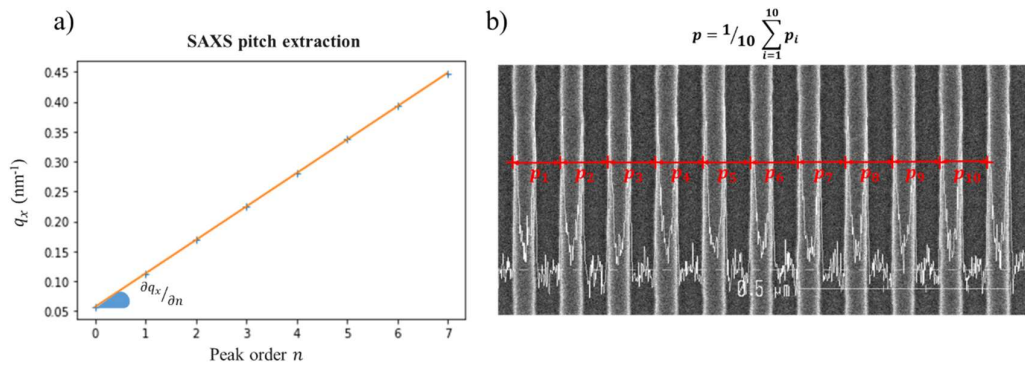 a)
SAXS pitch extraction
0.45
0.40
0.35
0.30
0.25
0.20
0.15
0.10
0.05
qₓ (nm⁻¹)
∂qₓ/∂n
0 1 2 3 4 5 6 7
Peak order n
b)
p = 1/10 ∑_{i=1}^{10} pᵢ
p₁ p₂ p₃ p₄ p₅ p₆ p₇ p₈ p₉ p₁₀
0.5 μm